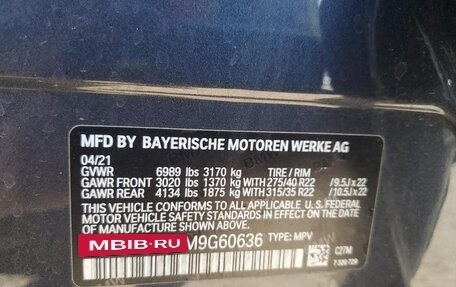 MFD BY BAYERISCHE MOTOREN WERKE AG
04/21
GVWR 6989 lbs 3170 kg TIRE / RIM
GAWR FRONT 3020 lbs 1370 kg WITH 275/40 R22 /9.5J x 22
GAWR REAR 4134 lbs 1875 kg WITH 315/35 R22 /10.5J x 22
THIS VEHICLE CONFORMS TO ALL APPLICABLE U.S. FEDERAL
MOTOR VEHICLE SAFETY STANDARDS IN EFFECT ON THE DATE OF
MANUFACTURE SHOWN ABOVE.
MBIB.RU M9G60636 TYPE: MPV
C27NI